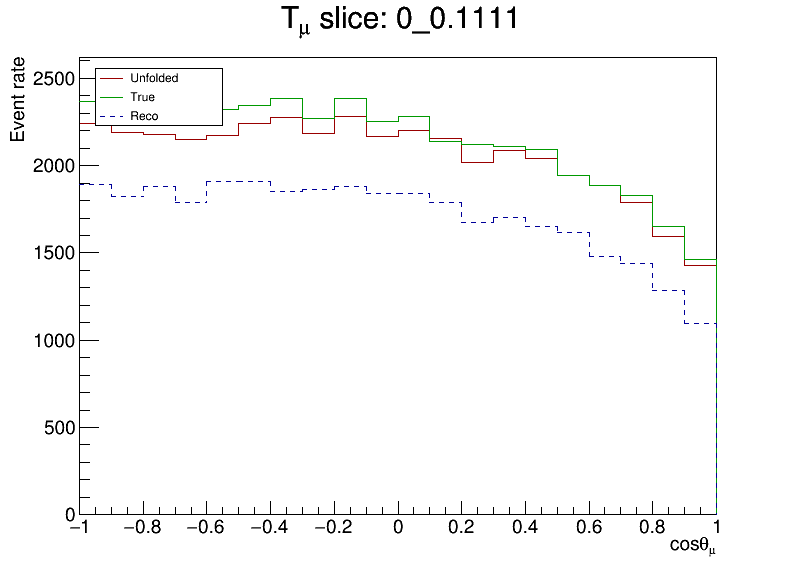 Tμ slice: 0_0.1111
Event rate
2500
2000
1500
1000
500
0
Unfolded
True
Reco
−1 −0.8 −0.6 −0.4 −0.2 0 0.2 0.4 0.6 0.8 1
cosθμ